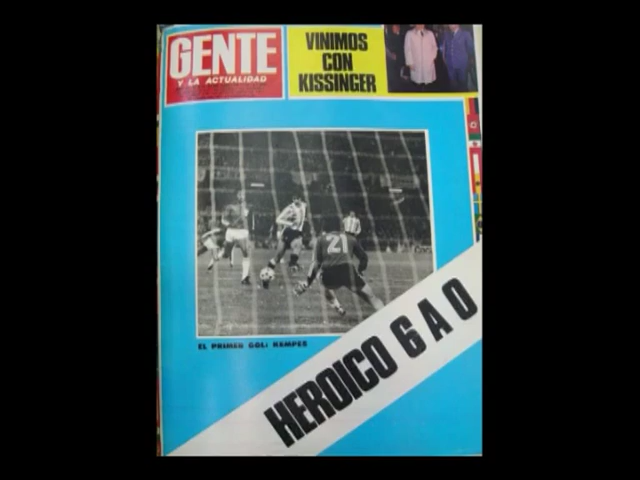 GENTE
Y LA ACTUALIDAD
VINIMOS
CON
KISSINGER
21
EL PRIMER GOL: KEMPES
HEROICO 6 A 0